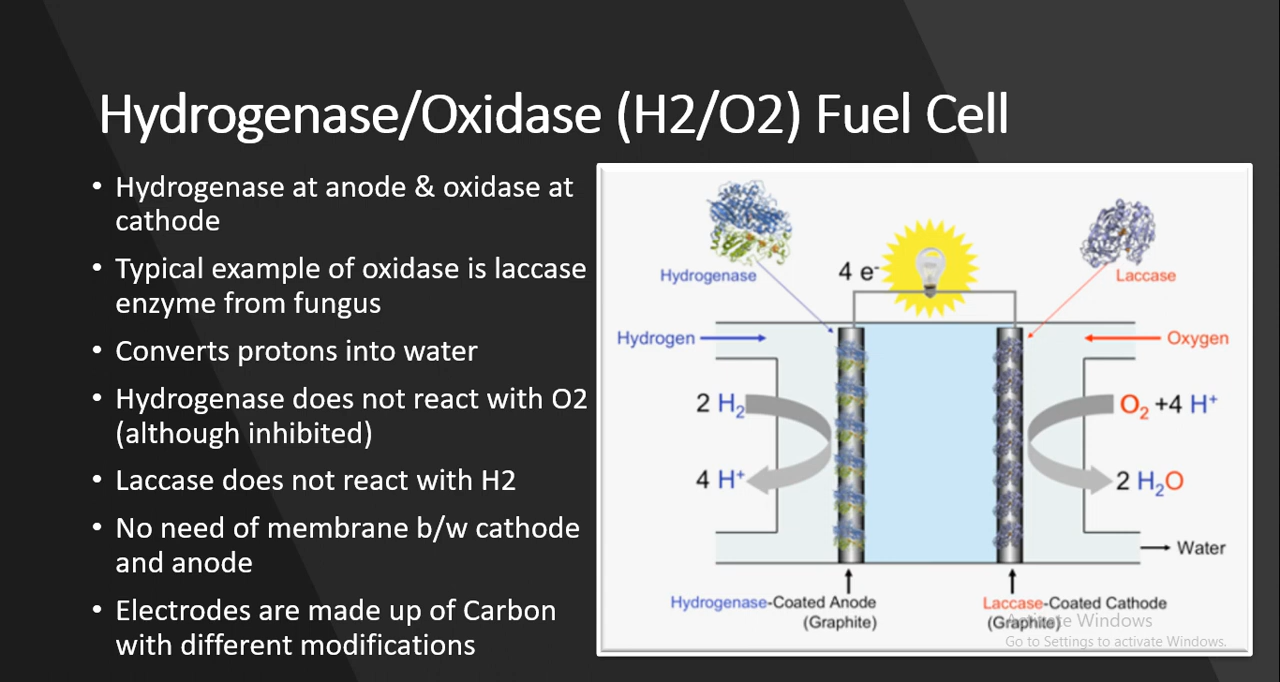 Hydrogenase/Oxidase (H2/O2) Fuel Cell
• Hydrogenase at anode & oxidase at
cathode
• Typical example of oxidase is laccase
enzyme from fungus
• Converts protons into water
• Hydrogenase does not react with O2
(although inhibited)
• Laccase does not react with H2
• No need of membrane b/w cathode
and anode
• Electrodes are made up of Carbon
with different modifications
Hydrogenase
4 e⁻
Laccase
Hydrogen
Oxygen
2 H₂
O₂ +4 H⁺
4 H⁺
2 H₂O
Water
Hydrogenase-Coated Anode
(Graphite)
Laccase-Coated Cathode
(Graphite)
Activate Windows
Go to Settings to activate Windows.